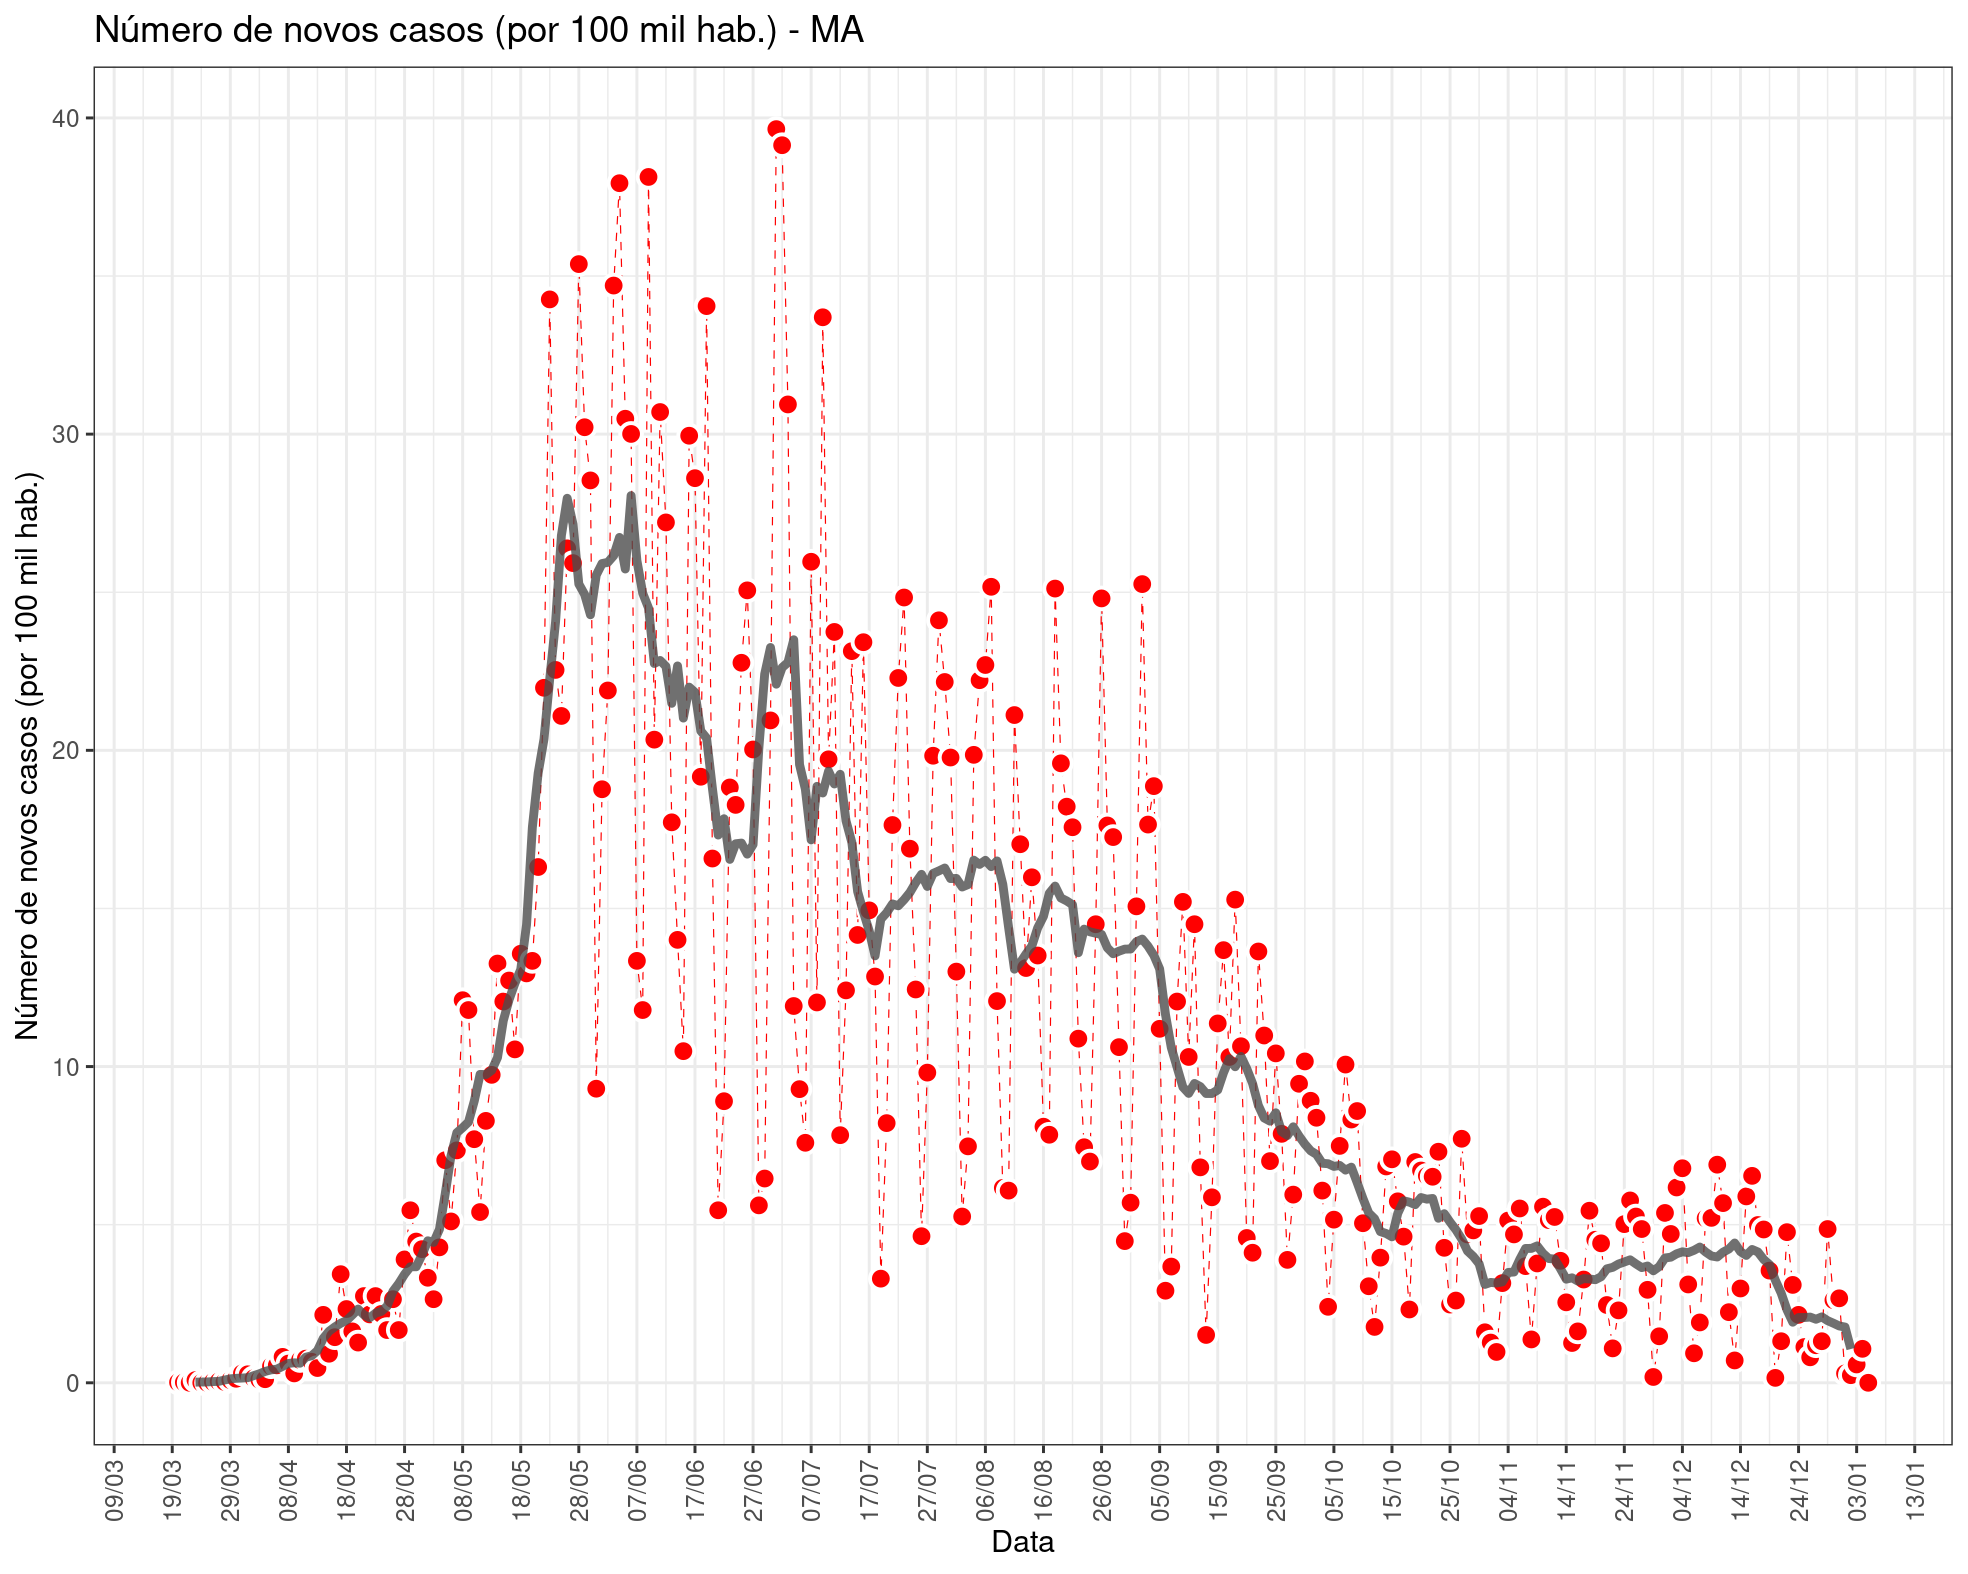 Número de novos casos (por 100 mil hab.) - MA
Número de novos casos (por 100 mil hab.)
40
30
20
10
0
09/03 19/03 29/03 08/04 18/04 28/04 08/05 18/05 28/05 07/06 17/06 27/06 07/07 17/07 27/07 06/08 16/08 26/08 05/09 15/09 25/09 05/10 15/10 25/10 04/11 14/11 24/11 04/12 14/12 24/12 03/01 13/01
Data